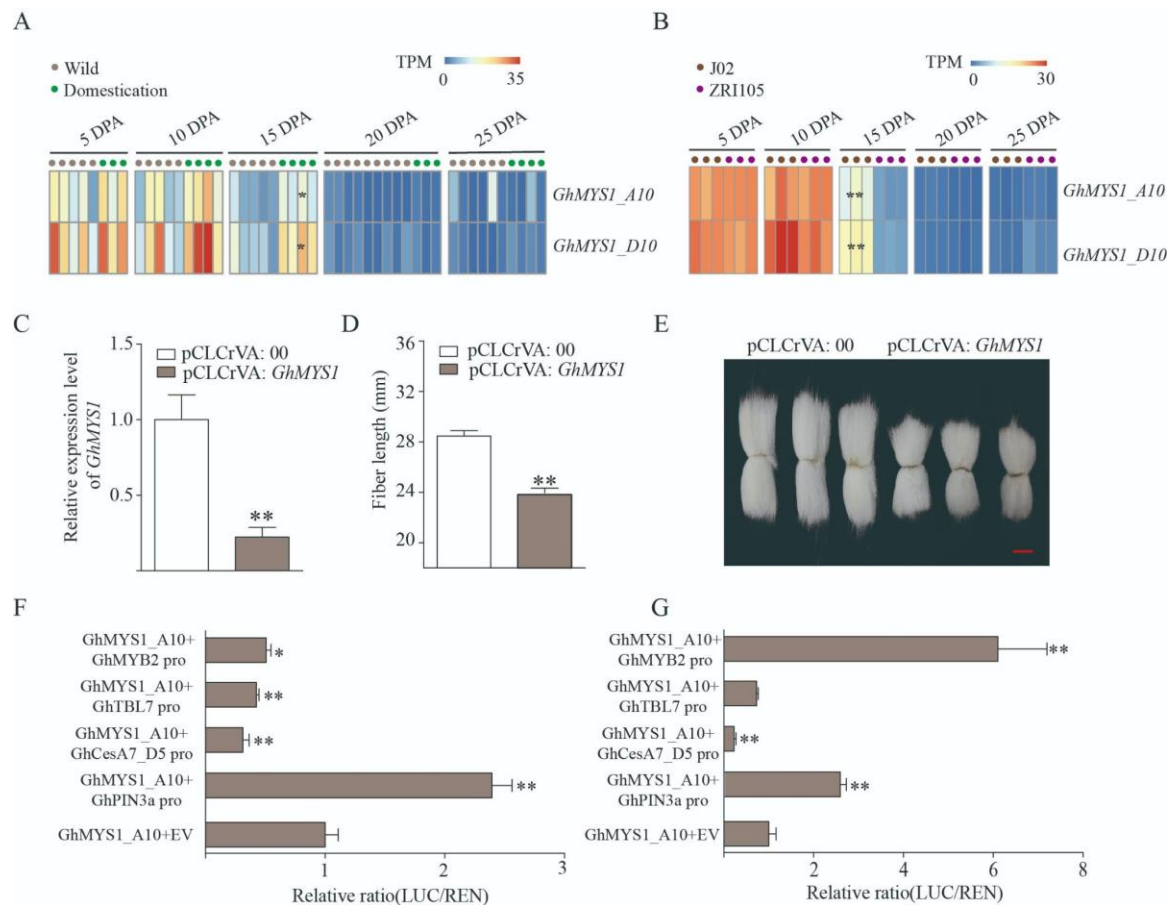 A
Wild
Domestication
TPM
0
35
5 DPA
10 DPA
15 DPA
20 DPA
25 DPA
*
GhMYS1_A10
*
GhMYS1_D10
B
J02
ZRI105
TPM
0
30
5 DPA
10 DPA
15 DPA
20 DPA
25 DPA
**
GhMYS1_A10
**
GhMYS1_D10
C
pCLCrVA: 00
pCLCrVA: GhMYS1
Relative expression level
of GhMYS1
1.5
1.0
0.5
**
D
pCLCrVA: 00
pCLCrVA: GhMYS1
Fiber length (mm)
36
32
28
24
20
**
E
pCLCrVA: 00
pCLCrVA: GhMYS1
F
GhMYS1_A10+
GhMYB2 pro
*
GhMYS1_A10+
GhTBL7 pro
**
GhMYS1_A10+
GhCesA7_D5 pro
**
GhMYS1_A10+
GhPIN3a pro
**
GhMYS1_A10+EV
1
2
3
Relative ratio(LUC/REN)
G
GhMYS1_A10+
GhMYB2 pro
**
GhMYS1_A10+
GhTBL7 pro
GhMYS1_A10+
GhCesA7_D5 pro
**
GhMYS1_A10+
GhPIN3a pro
**
GhMYS1_A10+EV
2
4
6
8
Relative ratio(LUC/REN)